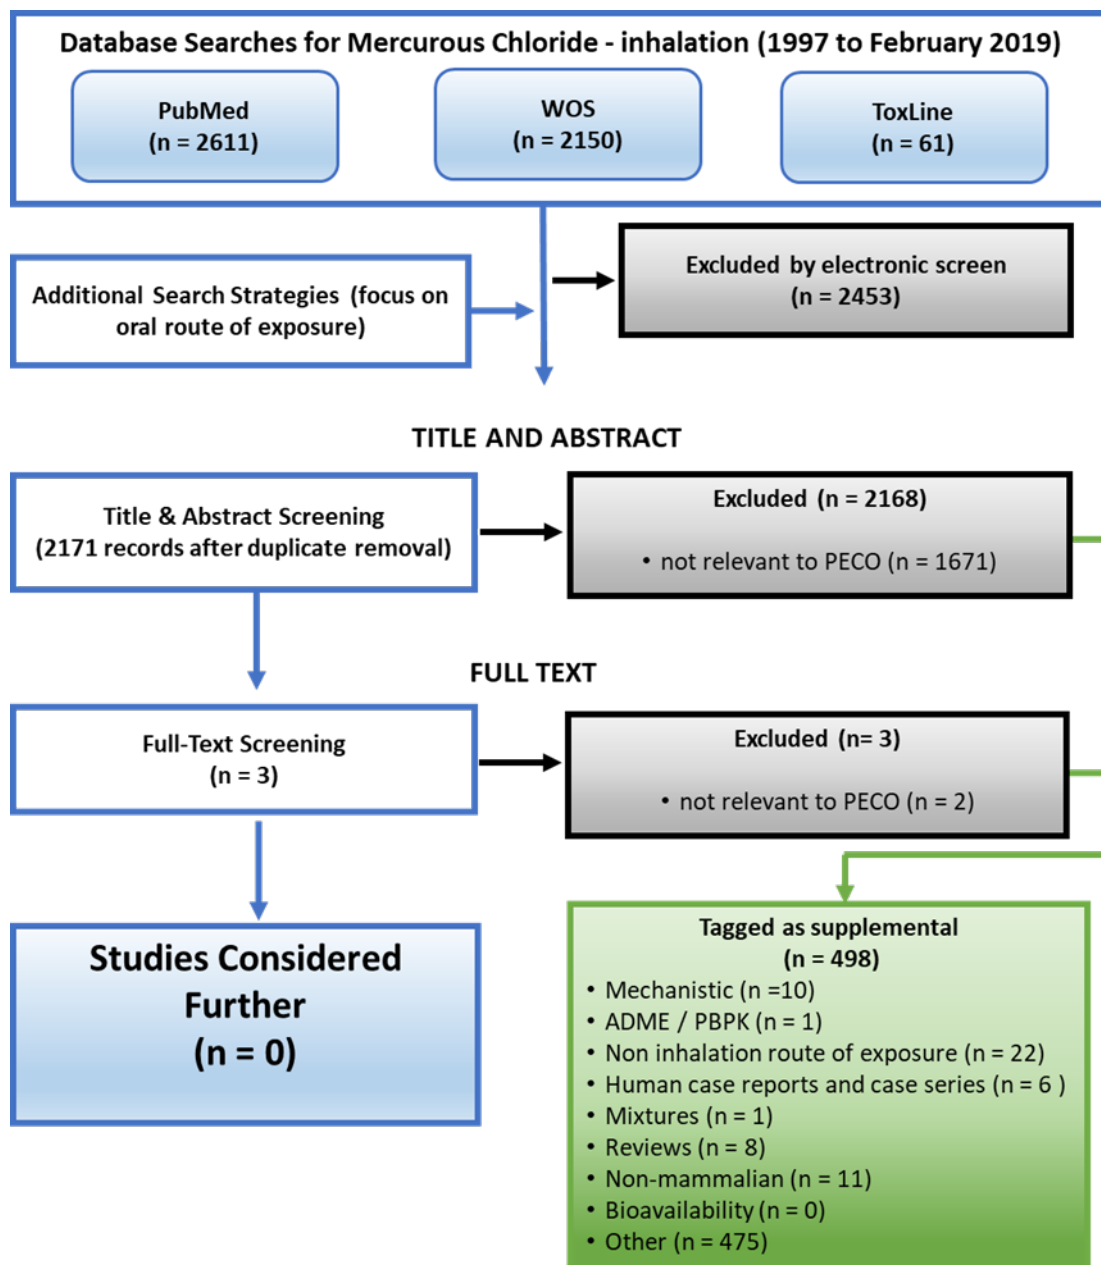 Database Searches for Mercurous Chloride - inhalation (1997 to February 2019)
PubMed
(n = 2611)
WOS
(n = 2150)
ToxLine
(n = 61)
Additional Search Strategies (focus on
oral route of exposure)
Excluded by electronic screen
(n = 2453)
TITLE AND ABSTRACT
Title & Abstract Screening
(2171 records after duplicate removal)
Excluded (n = 2168)
• not relevant to PECO (n = 1671)
FULL TEXT
Full-Text Screening
(n = 3)
Excluded (n= 3)
• not relevant to PECO (n = 2)
Studies Considered
Further
(n = 0)
Tagged as supplemental
(n = 498)
• Mechanistic (n =10)
• ADME / PBPK (n = 1)
• Non inhalation route of exposure (n = 22)
• Human case reports and case series (n = 6 )
• Mixtures (n = 1)
• Reviews (n = 8)
• Non-mammalian (n = 11)
• Bioavailability (n = 0)
• Other (n = 475)